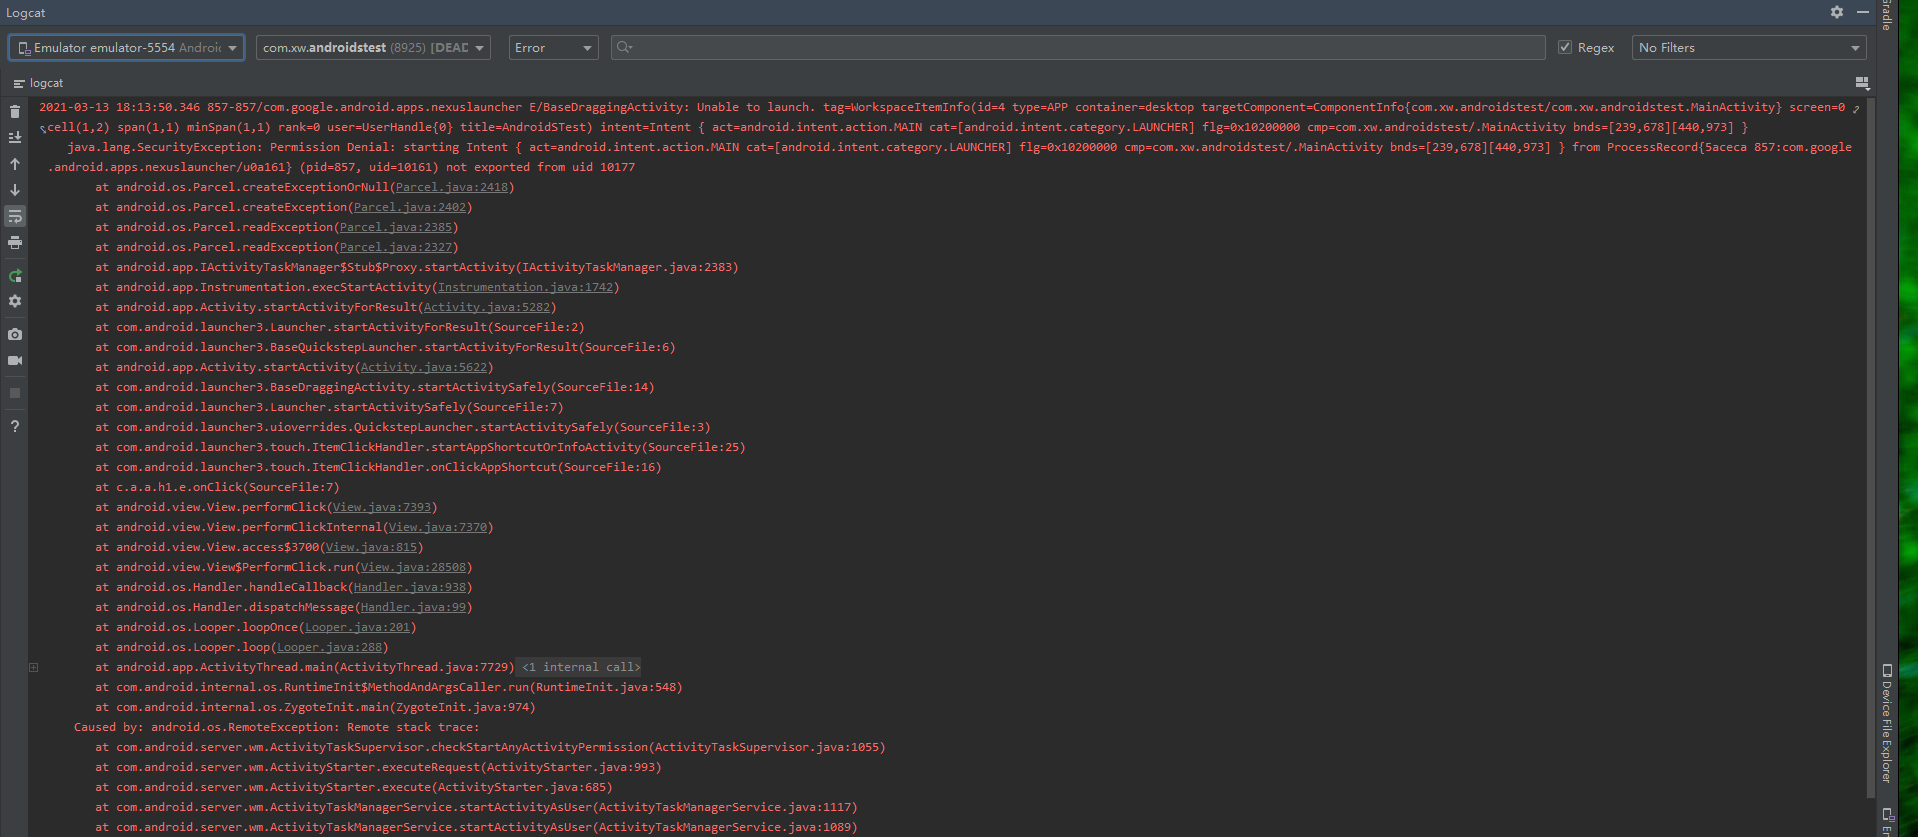 Logcat
Emulator emulator-5554 Androi
com.xw.androidstest (8925) [DEAD
Error
Regex
No Filters
logcat
2021-03-13 18:13:50.346 857-857/com.google.android.apps.nexuslauncher E/BaseDraggingActivity: Unable to launch. tag=WorkspaceItemInfo(id=4 type=APP container=desktop targetComponent=ComponentInfo{com.xw.androidstest/com.xw.androidstest.MainActivity} screen=0
cell(1,2) span(1,1) minSpan(1,1) rank=0 user=UserHandle{0} title=AndroidSTest) intent=Intent { act=android.intent.action.MAIN cat=[android.intent.category.LAUNCHER] flg=0x10200000 cmp=com.xw.androidstest/.MainActivity bnds=[239,678][440,973] }
java.lang.SecurityException: Permission Denial: starting Intent { act=android.intent.action.MAIN cat=[android.intent.category.LAUNCHER] flg=0x10200000 cmp=com.xw.androidstest/.MainActivity bnds=[239,678][440,973] } from ProcessRecord{5aceca 857:com.google
.android.apps.nexuslauncher/u0a161} (pid=857, uid=10161) not exported from uid 10177
at android.os.Parcel.createExceptionOrNull(Parcel.java:2418)
at android.os.Parcel.createException(Parcel.java:2402)
at android.os.Parcel.readException(Parcel.java:2385)
at android.os.Parcel.readException(Parcel.java:2327)
at android.app.IActivityTaskManager$Stub$Proxy.startActivity(IActivityTaskManager.java:2383)
at android.app.Instrumentation.execStartActivity(Instrumentation.java:1742)
at android.app.Activity.startActivityForResult(Activity.java:5282)
at com.android.launcher3.Launcher.startActivityForResult(SourceFile:2)
at com.android.launcher3.BaseQuickstepLauncher.startActivityForResult(SourceFile:6)
at android.app.Activity.startActivity(Activity.java:5622)
at com.android.launcher3.BaseDraggingActivity.startActivitySafely(SourceFile:14)
at com.android.launcher3.Launcher.startActivitySafely(SourceFile:7)
at com.android.launcher3.uioverrides.QuickstepLauncher.startActivitySafely(SourceFile:3)
at com.android.launcher3.touch.ItemClickHandler.startAppShortcutOrInfoActivity(SourceFile:25)
at com.android.launcher3.touch.ItemClickHandler.onClickAppShortcut(SourceFile:16)
at c.a.a.h1.e.onClick(SourceFile:7)
at android.view.View.performClick(View.java:7393)
at android.view.View.performClickInternal(View.java:7370)
at android.view.View.access$3700(View.java:815)
at android.view.View$PerformClick.run(View.java:28508)
at android.os.Handler.handleCallback(Handler.java:938)
at android.os.Handler.dispatchMessage(Handler.java:99)
at android.os.Looper.loopOnce(Looper.java:201)
at android.os.Looper.loop(Looper.java:288)
at android.app.ActivityThread.main(ActivityThread.java:7729) <1 internal call>
at com.android.internal.os.RuntimeInit$MethodAndArgsCaller.run(RuntimeInit.java:548)
at com.android.internal.os.ZygoteInit.main(ZygoteInit.java:974)
Caused by: android.os.RemoteException: Remote stack trace:
at com.android.server.wm.ActivityTaskSupervisor.checkStartAnyActivityPermission(ActivityTaskSupervisor.java:1055)
at com.android.server.wm.ActivityStarter.executeRequest(ActivityStarter.java:993)
at com.android.server.wm.ActivityStarter.execute(ActivityStarter.java:685)
at com.android.server.wm.ActivityTaskManagerService.startActivityAsUser(ActivityTaskManagerService.java:1117)
at com.android.server.wm.ActivityTaskManagerService.startActivityAsUser(ActivityTaskManagerService.java:1089)
Device File Explorer